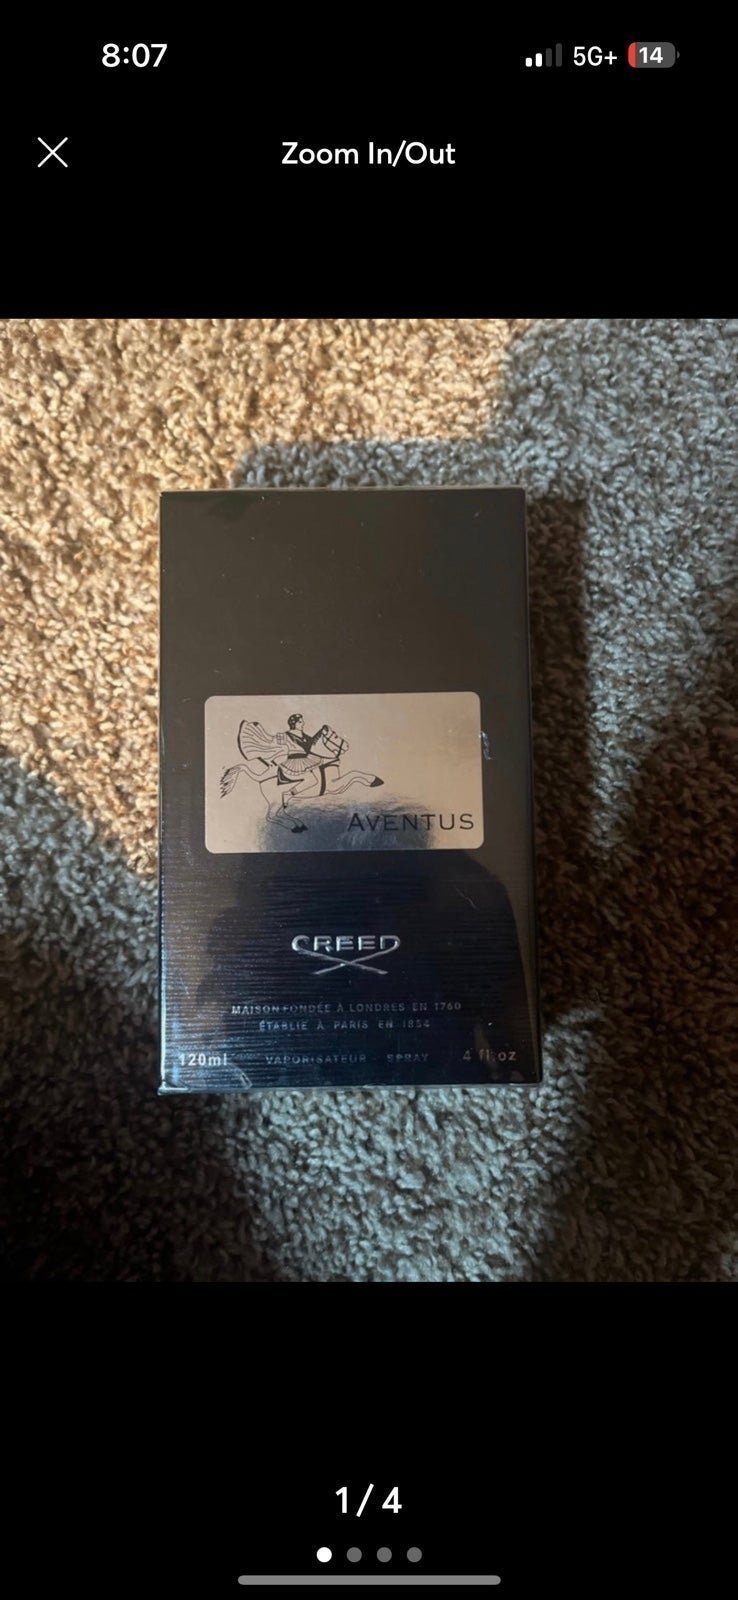 8:07
5G+ 14
Zoom In/Out
AVENTUS
CREED
MAISON FONDÉE À LONDRES EN 1760
ÉTABLIE À PARIS EN 1854
120ml VAPORISATEUR - SPRAY 4 fl.oz
1/4